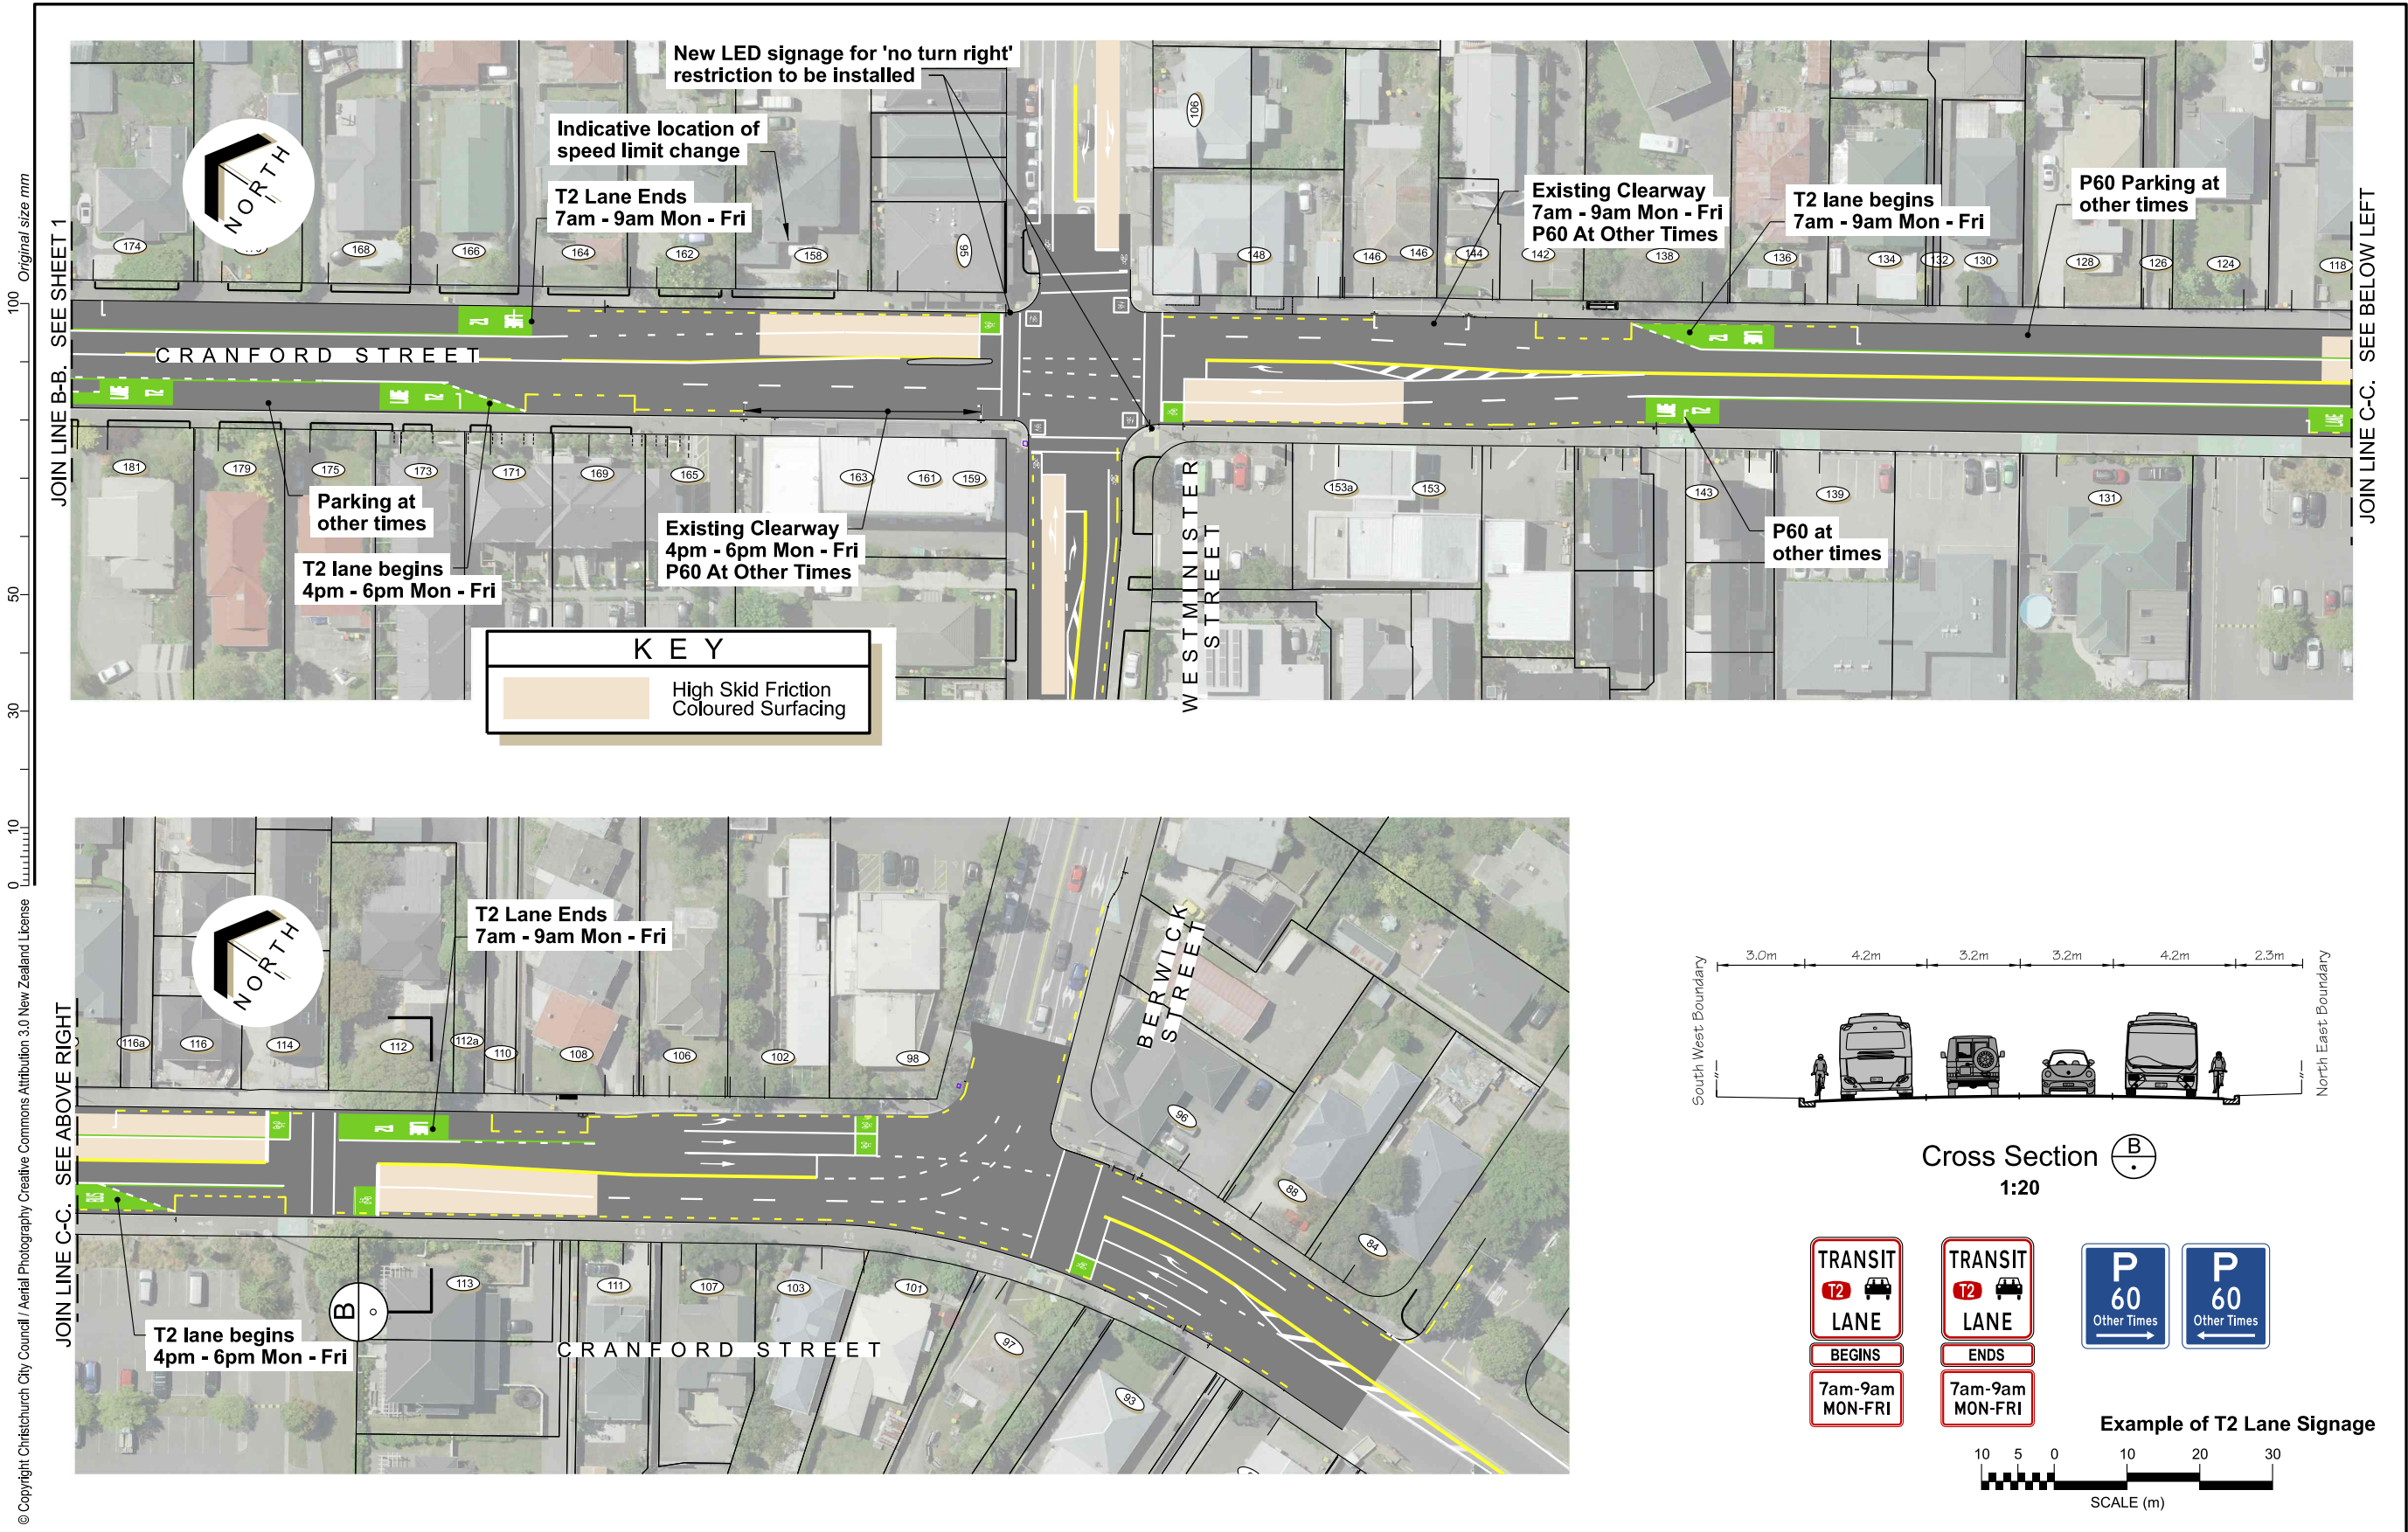 New LED signage for 'no turn right'
restriction to be installed
Indicative location of
speed limit change
T2 Lane Ends
7am - 9am Mon - Fri
Existing Clearway
7am - 9am Mon - Fri
P60 At Other Times
T2 lane begins
7am - 9am Mon - Fri
P60 Parking at
other times
NORTH
JOIN LINE B-B. SEE SHEET 1
JOIN LINE C-C. SEE BELOW LEFT
174
168
166
164
162
158
95
106
148
146
146
144
142
138
136
134
132
130
128
126
124
118
CRANFORD STREET
181
179
175
173
171
169
165
163
161
159
153a
153
143
139
131
Parking at
other times
T2 lane begins
4pm - 6pm Mon - Fri
Existing Clearway
4pm - 6pm Mon - Fri
P60 At Other Times
P60 at
other times
WESTMINISTER
STREET
KEY
High Skid Friction
Coloured Surfacing
100
50
30
10
0
Original size mm
© Copyright Christchurch City Council / Aerial Photography Creative Commons Attribution 3.0 New Zealand License
NORTH
T2 Lane Ends
7am - 9am Mon - Fri
JOIN LINE C-C. SEE ABOVE RIGHT
116a
116
114
112
112a
110
108
106
102
98
BERWICK
STREET
96
88
84
BUS
B
113
111
107
103
101
97
93
T2 lane begins
4pm - 6pm Mon - Fri
CRANFORD STREET
South West Boundary
3.0m
4.2m
3.2m
3.2m
4.2m
2.3m
North East Boundary
Cross Section B
1:20
TRANSIT
T2
LANE
BEGINS
7am-9am
MON-FRI
TRANSIT
T2
LANE
ENDS
7am-9am
MON-FRI
P
60
Other Times
P
60
Other Times
Example of T2 Lane Signage
10 5 0 10 20 30
SCALE (m)